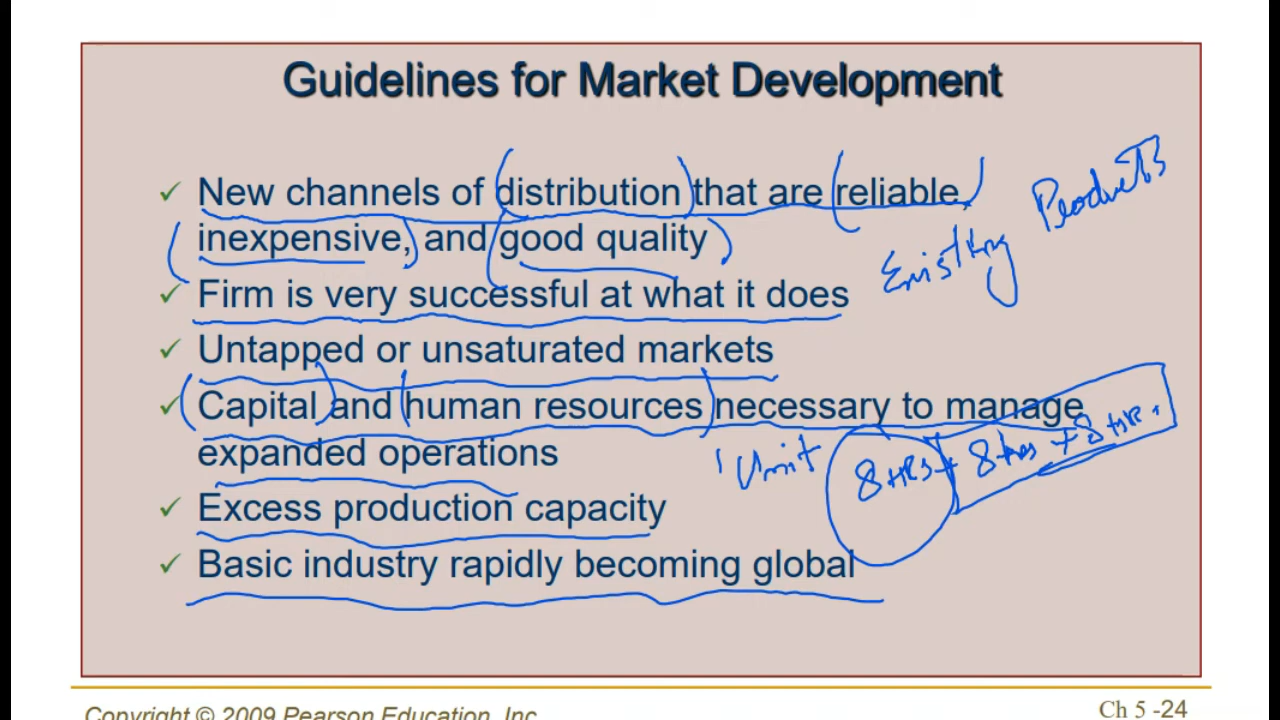 Guidelines for Market Development
✓ New channels of distribution that are reliable,
inexpensive, and good quality
✓ Firm is very successful at what it does
✓ Untapped or unsaturated markets
✓ Capital and human resources necessary to manage
expanded operations
✓ Excess production capacity
✓ Basic industry rapidly becoming global
Existing Products
1 Unit 8 HRS + 8 Hrs + 8 HR.
Copyright © 2009 Pearson Education, Inc
Ch 5 -24